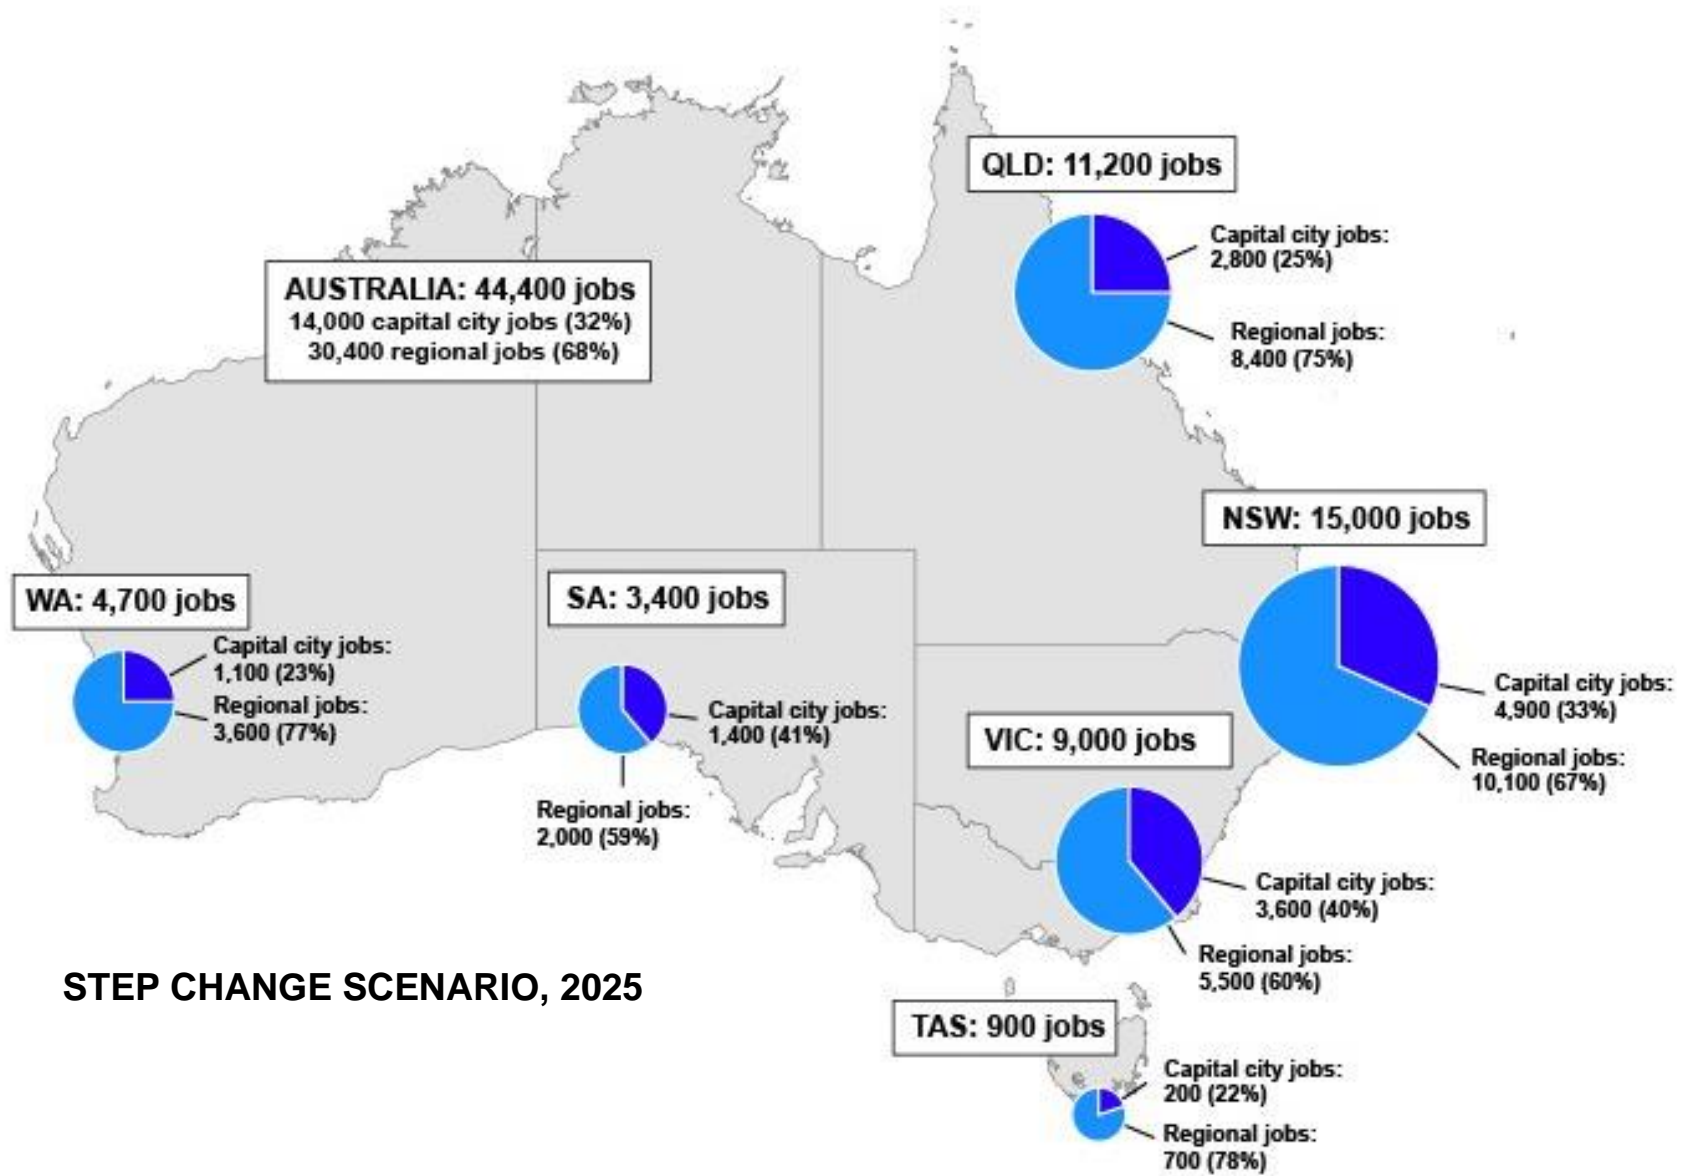 QLD: 11,200 jobs
Capital city jobs:
2,800 (25%)
Regional jobs:
8,400 (75%)
AUSTRALIA: 44,400 jobs
14,000 capital city jobs (32%)
30,400 regional jobs (68%)
NSW: 15,000 jobs
Capital city jobs:
4,900 (33%)
Regional jobs:
10,100 (67%)
WA: 4,700 jobs
Capital city jobs:
1,100 (23%)
Regional jobs:
3,600 (77%)
SA: 3,400 jobs
Capital city jobs:
1,400 (41%)
Regional jobs:
2,000 (59%)
VIC: 9,000 jobs
Capital city jobs:
3,600 (40%)
Regional jobs:
5,500 (60%)
STEP CHANGE SCENARIO, 2025
TAS: 900 jobs
Capital city jobs:
200 (22%)
Regional jobs:
700 (78%)